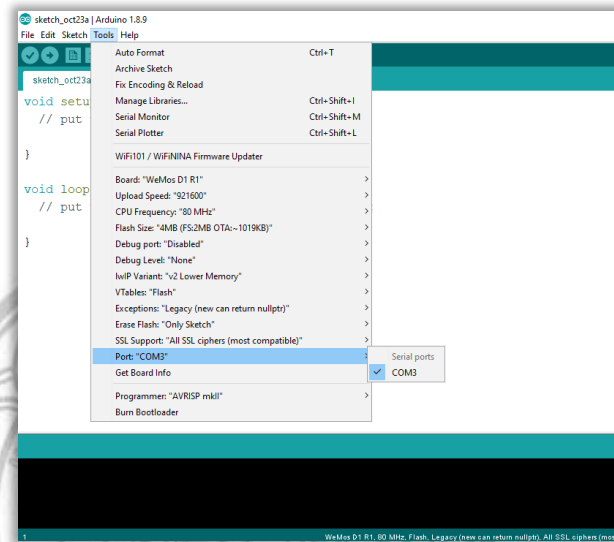 sketch_oct23a | Arduino 1.8.9
File Edit Sketch Tools Help
sketch_oct23a
Auto Format Ctrl+T
Archive Sketch
Fix Encoding & Reload
Manage Libraries... Ctrl+Shift+I
Serial Monitor Ctrl+Shift+M
Serial Plotter Ctrl+Shift+L
WiFi101 / WiFiNINA Firmware Updater
Board: "WeMos D1 R1"
Upload Speed: "921600"
CPU Frequency: "80 MHz"
Flash Size: "4MB (FS:2MB OTA:~1019KB)"
Debug port: "Disabled"
Debug Level: "None"
lwIP Variant: "v2 Lower Memory"
VTables: "Flash"
Exceptions: "Legacy (new can return nullptr)"
Erase Flash: "Only Sketch"
SSL Support: "All SSL ciphers (most compatible)"
Port: "COM3"
Get Board Info
Programmer: "AVRISP mkII"
Burn Bootloader
Serial ports
COM3
void setu
// put
}
void loop
// put
}
1 WeMos D1 R1, 80 MHz, Flash, Legacy (new can return nullptr), All SSL ciphers (mos